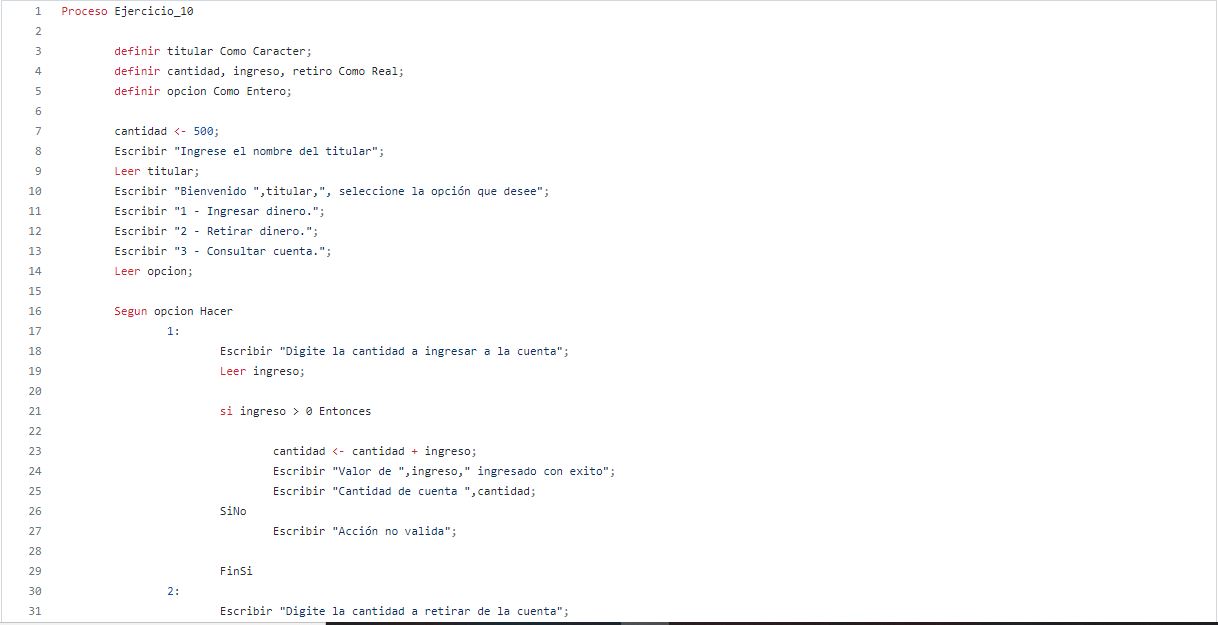 1 Proceso Ejercicio_10
2
3 definir titular Como Caracter;
4 definir cantidad, ingreso, retiro Como Real;
5 definir opcion Como Entero;
6
7 cantidad <- 500;
8 Escribir "Ingrese el nombre del titular";
9 Leer titular;
10 Escribir "Bienvenido ",titular,", seleccione la opción que desee";
11 Escribir "1 - Ingresar dinero.";
12 Escribir "2 - Retirar dinero.";
13 Escribir "3 - Consultar cuenta.";
14 Leer opcion;
15
16 Segun opcion Hacer
17 1:
18 Escribir "Digite la cantidad a ingresar a la cuenta";
19 Leer ingreso;
20
21 si ingreso > 0 Entonces
22
23 cantidad <- cantidad + ingreso;
24 Escribir "Valor de ",ingreso," ingresado con exito";
25 Escribir "Cantidad de cuenta ",cantidad;
26 SiNo
27 Escribir "Acción no valida";
28
29 FinSi
30 2:
31 Escribir "Digite la cantidad a retirar de la cuenta";